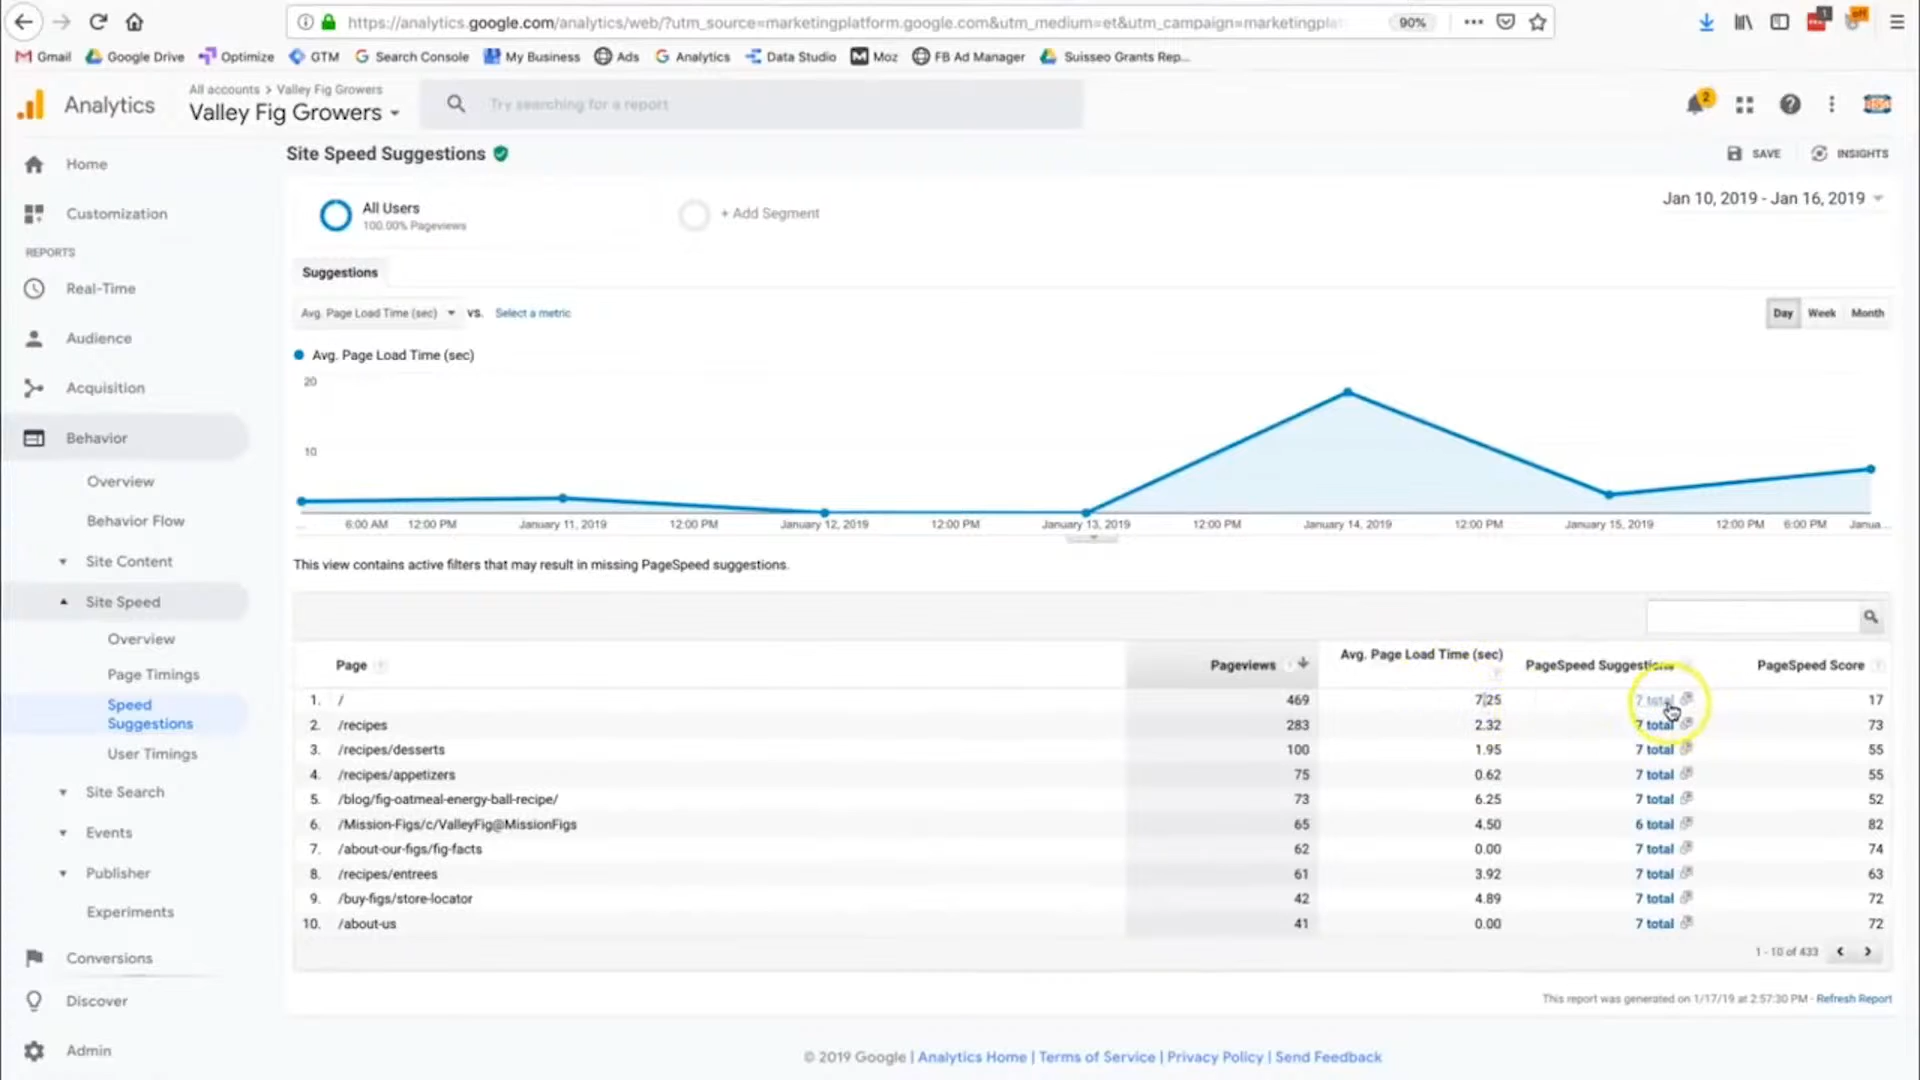 https://analytics.google.com/analytics/web/?utm_source=marketingplatform.google.com&utm_medium=et&utm_campaign=marketingpla
90%
1
off
Gmail Google Drive Optimize GTM Search Console My Business Ads Analytics Data Studio Moz FB Ad Manager Suisseo Grants Rep...
Analytics
All accounts > Valley Fig Growers
Valley Fig Growers
Try searching for a report
2
Home
Customization
REPORTS
Real-Time
Audience
Acquisition
Behavior
Overview
Behavior Flow
Site Content
Site Speed
Overview
Page Timings
Speed
Suggestions
User Timings
Site Search
Events
Publisher
Experiments
Conversions
Discover
Admin
Site Speed Suggestions
SAVE INSIGHTS
All Users
100.00% Pageviews
+ Add Segment
Jan 10, 2019 - Jan 16, 2019
Suggestions
Avg. Page Load Time (sec) VS. Select a metric
Day Week Month
Avg. Page Load Time (sec)
20
10
... 6:00 AM 12:00 PM January 11, 2019 12:00 PM January 12, 2019 12:00 PM January 13, 2019 12:00 PM January 14, 2019 12:00 PM January 15, 2019 12:00 PM 6:00 PM Janua...
This view contains active filters that may result in missing PageSpeed suggestions.
Page Pageviews Avg. Page Load Time (sec) PageSpeed Suggestions PageSpeed Score
1. / 469 7.25 7 total 17
2. /recipes 283 2.32 7 total 73
3. /recipes/desserts 100 1.95 7 total 55
4. /recipes/appetizers 75 0.62 7 total 55
5. /blog/fig-oatmeal-energy-ball-recipe/ 73 6.25 7 total 52
6. /Mission-Figs/c/ValleyFig@MissionFigs 65 4.50 6 total 82
7. /about-our-figs/fig-facts 62 0.00 7 total 74
8. /recipes/entrees 61 3.92 7 total 63
9. /buy-figs/store-locator 42 4.89 7 total 72
10. /about-us 41 0.00 7 total 72
1 - 10 of 433
This report was generated on 1/17/19 at 2:57:30 PM - Refresh Report
© 2019 Google | Analytics Home | Terms of Service | Privacy Policy | Send Feedback